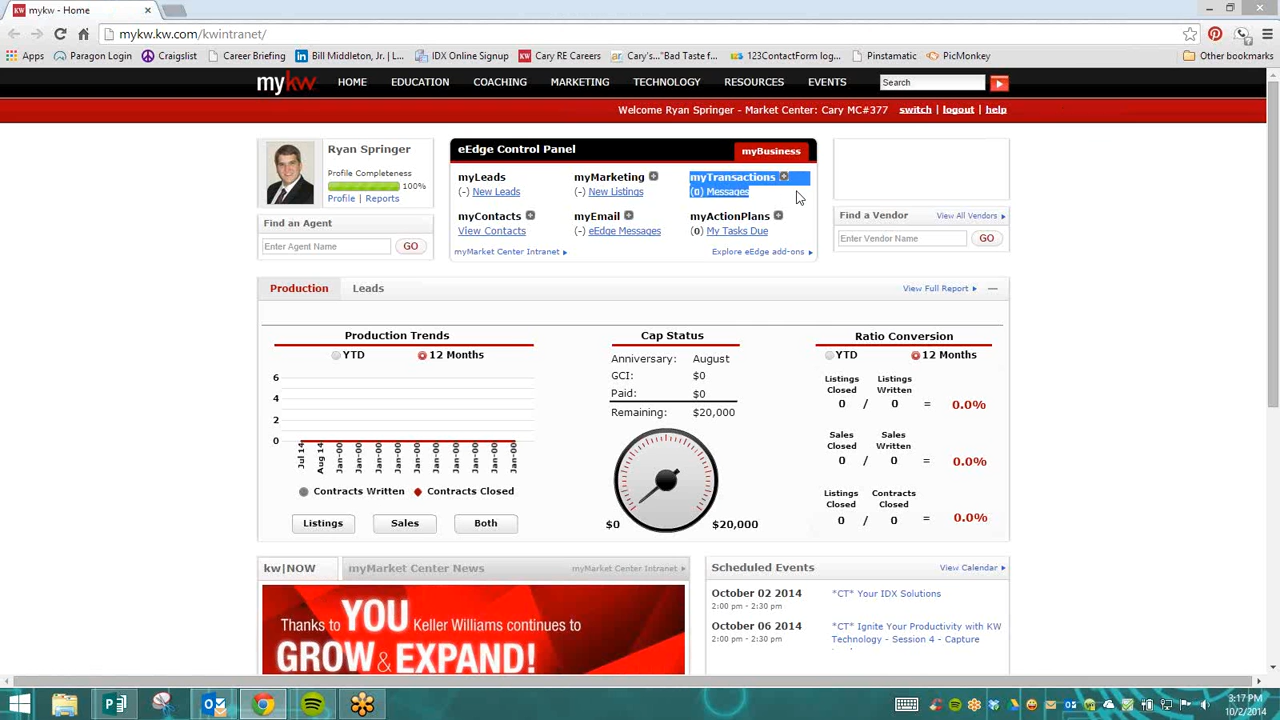 mykw - Home
mykw.kw.com/kwintranet/
Apps Paragon Login Craigslist Career Briefing Bill Middleton, Jr. | L... IDX Online Signup Cary RE Careers Cary's..."Bad Taste f... 123ContactForm log... Pinstamatic PicMonkey Other bookmarks
mykw HOME EDUCATION COACHING MARKETING TECHNOLOGY RESOURCES EVENTS Search
Welcome Ryan Springer - Market Center: Cary MC#377 switch | logout | help
Ryan Springer
Profile Completeness
100%
Profile | Reports
Find an Agent
Enter Agent Name GO
eEdge Control Panel myBusiness
myLeads myMarketing myTransactions
(-) New Leads (-) New Listings (0) Messages
myContacts myEmail myActionPlans
View Contacts (-) eEdge Messages (0) My Tasks Due
myMarket Center Intranet Explore eEdge add-ons
Find a Vendor View All Vendors
Enter Vendor Name GO
Production Leads View Full Report
Production Trends
YTD 12 Months
6
4
2
0
Jul 14 Aug 14 Jan-00 Jan-00 Jan-00 Jan-00 Jan-00 Jan-00 Jan-00 Jan-00 Jan-00 Jan-00
Contracts Written Contracts Closed
Listings Sales Both
Cap Status
Anniversary: August
GCI: $0
Paid: $0
Remaining: $20,000
$0 $20,000
Ratio Conversion
YTD 12 Months
Listings Closed Listings Written
0 / 0 = 0.0%
Sales Closed Sales Written
0 / 0 = 0.0%
Listings Closed Contracts Closed
0 / 0 = 0.0%
kw|NOW myMarket Center News myMarket Center Intranet
Thanks to YOU Keller Williams continues to
GROW & EXPAND!
Scheduled Events View Calendar
October 02 2014 *CT* Your IDX Solutions
2:00 pm - 2:30 pm
October 06 2014 *CT* Ignite Your Productivity with KW
2:00 pm - 2:30 pm Technology - Session 4 - Capture
3:17 PM
10/2/2014